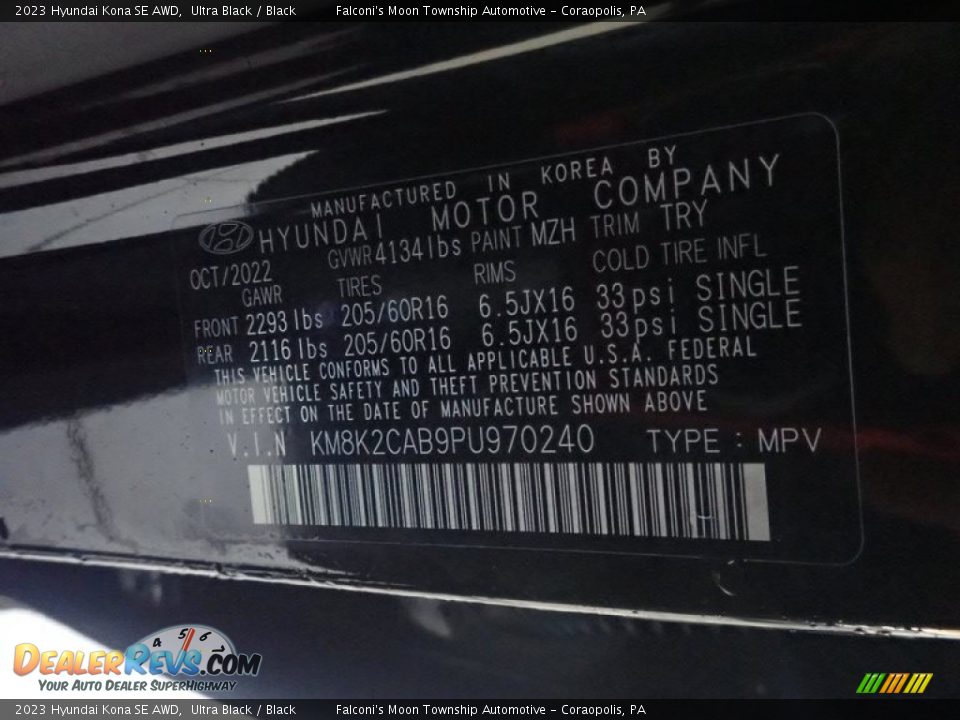 2023 Hyundai Kona SE AWD, Ultra Black / Black Falconi's Moon Township Automotive - Coraopolis, PA
MANUFACTURED IN KOREA BY
HYUNDAI MOTOR COMPANY
OCT/2022 GVWR 4134 lbs PAINT MZH TRIM TRY
GAWR TIRES RIMS COLD TIRE INFL
FRONT 2293 lbs 205/60R16 6.5JX16 33psi SINGLE
REAR 2116 lbs 205/60R16 6.5JX16 33psi SINGLE
THIS VEHICLE CONFORMS TO ALL APPLICABLE U.S.A. FEDERAL
MOTOR VEHICLE SAFETY AND THEFT PREVENTION STANDARDS
IN EFFECT ON THE DATE OF MANUFACTURE SHOWN ABOVE
V.I.N KM8K2CAB9PU970240 TYPE : MPV
4 5 6
DEALERREVS.COM
YOUR AUTO DEALER SUPERHIGHWAY
2023 Hyundai Kona SE AWD, Ultra Black / Black Falconi's Moon Township Automotive - Coraopolis, PA